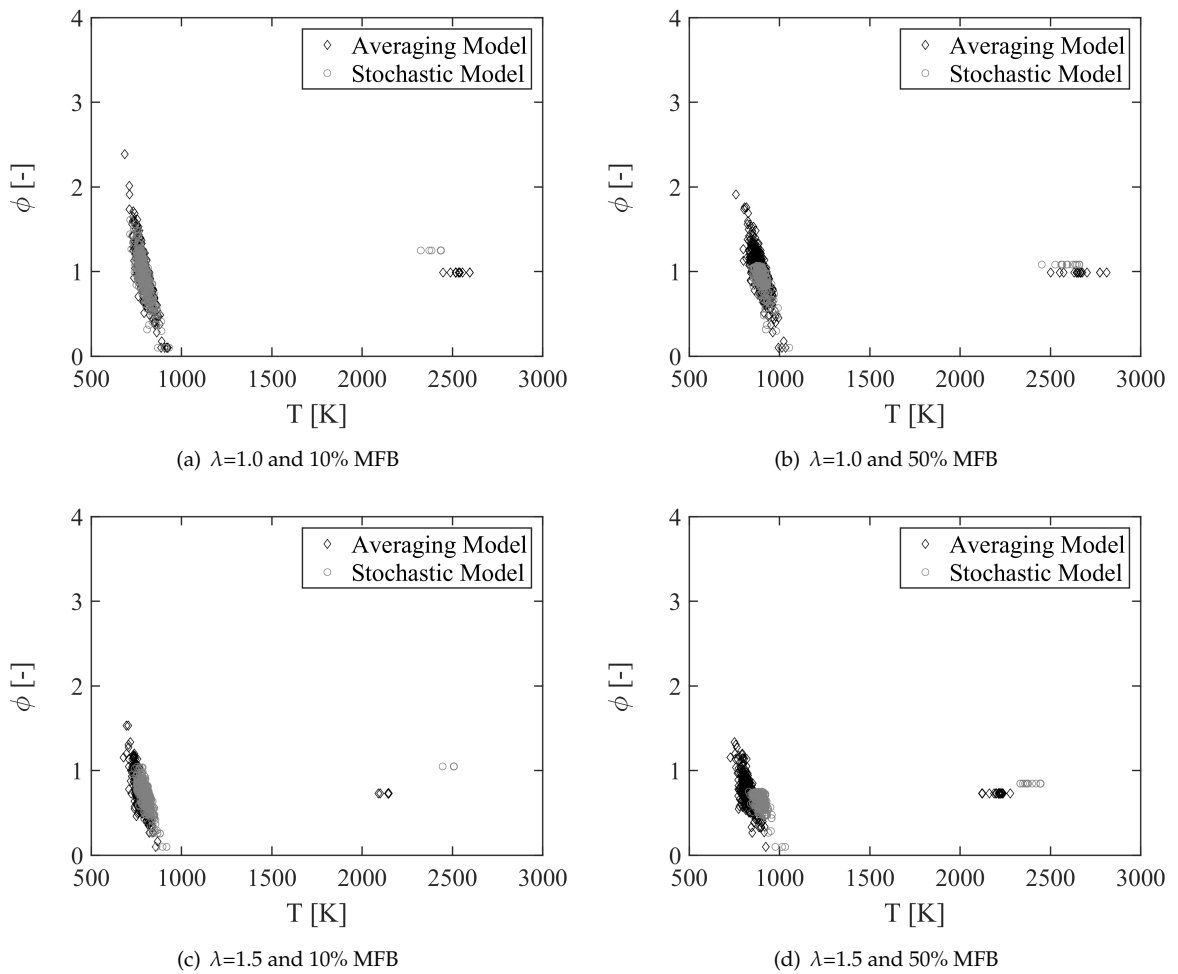 4
3
2
1
0
ϕ [-]
500 1000 1500 2000 2500 3000
T [K]
Averaging Model
Stochastic Model
(a) λ=1.0 and 10% MFB
4
3
2
1
0
ϕ [-]
500 1000 1500 2000 2500 3000
T [K]
Averaging Model
Stochastic Model
(b) λ=1.0 and 50% MFB
4
3
2
1
0
ϕ [-]
500 1000 1500 2000 2500 3000
T [K]
Averaging Model
Stochastic Model
(c) λ=1.5 and 10% MFB
4
3
2
1
0
ϕ [-]
500 1000 1500 2000 2500 3000
T [K]
Averaging Model
Stochastic Model
(d) λ=1.5 and 50% MFB